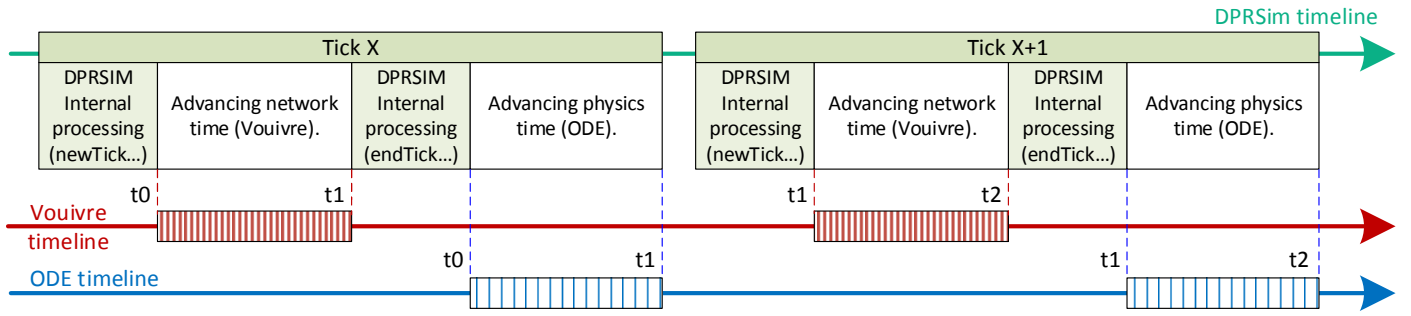 DPRSim timeline
Tick X
Tick X+1
DPRSIM
Internal
processing
(newTick...)
Advancing network
time (Vouivre).
DPRSIM
Internal
processing
(endTick...)
Advancing physics
time (ODE).
DPRSIM
Internal
processing
(newTick...)
Advancing network
time (Vouivre).
DPRSIM
Internal
processing
(endTick...)
Advancing physics
time (ODE).
t0
t1
t1
t2
Vouivre
timeline
t0
t1
t1
t2
ODE timeline